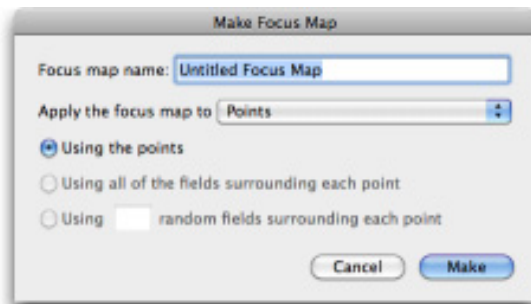 Make Focus Map
Focus map name: Untitled Focus Map
Apply the focus map to Points
Using the points
Using all of the fields surrounding each point
Using random fields surrounding each point
Cancel Make